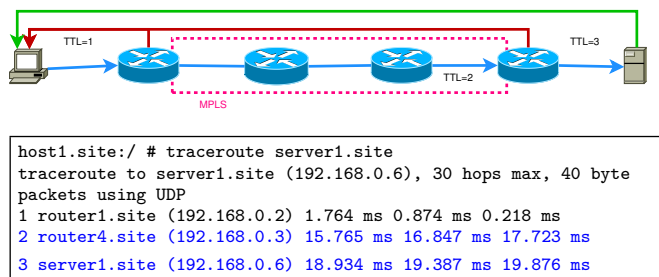 TTL=1
TTL=3
TTL=2
MPLS
host1.site:/ # traceroute server1.site
traceroute to server1.site (192.168.0.6), 30 hops max, 40 byte
packets using UDP
1 router1.site (192.168.0.2) 1.764 ms 0.874 ms 0.218 ms
2 router4.site (192.168.0.3) 15.765 ms 16.847 ms 17.723 ms
3 server1.site (192.168.0.6) 18.934 ms 19.387 ms 19.876 ms